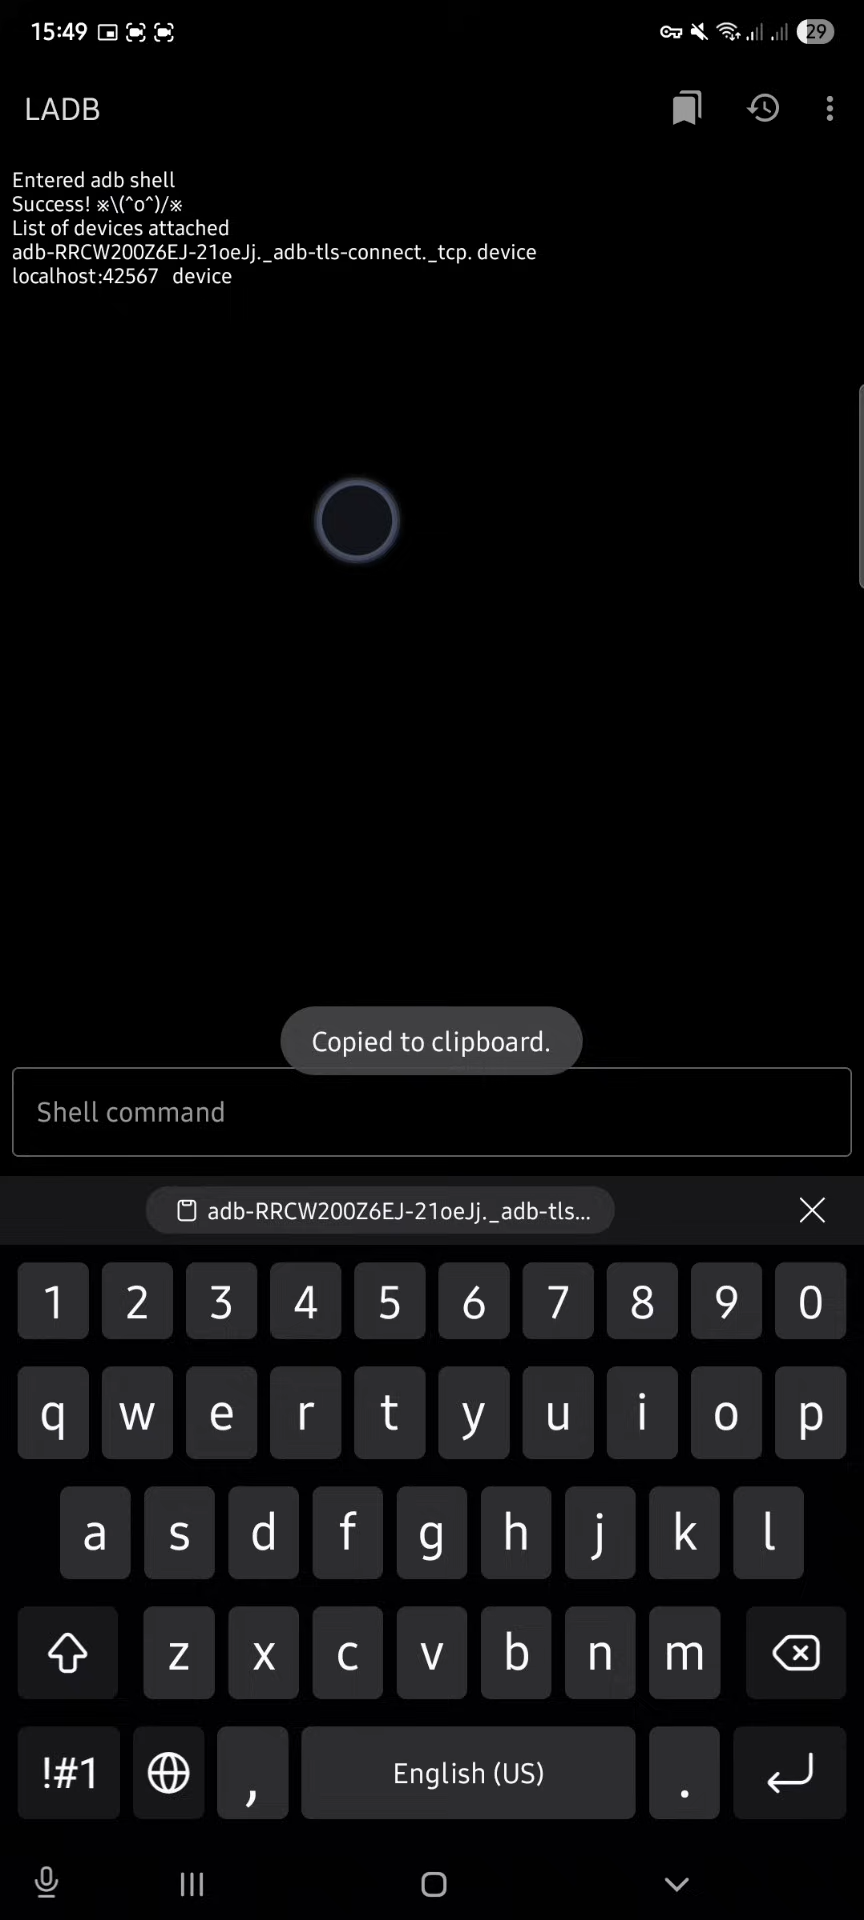 15:49 29
LADB
Entered adb shell
Success! ※\(^o^)/※
List of devices attached
adb-RRCW200Z6EJ-21oeJj._adb-tls-connect._tcp. device
localhost:42567 device
Copied to clipboard.
Shell command
adb-RRCW200Z6EJ-21oeJj._adb-tls...
1 2 3 4 5 6 7 8 9 0
q w e r t y u i o p
a s d f g h j k l
z x c v b n m
!#1 , English (US) .